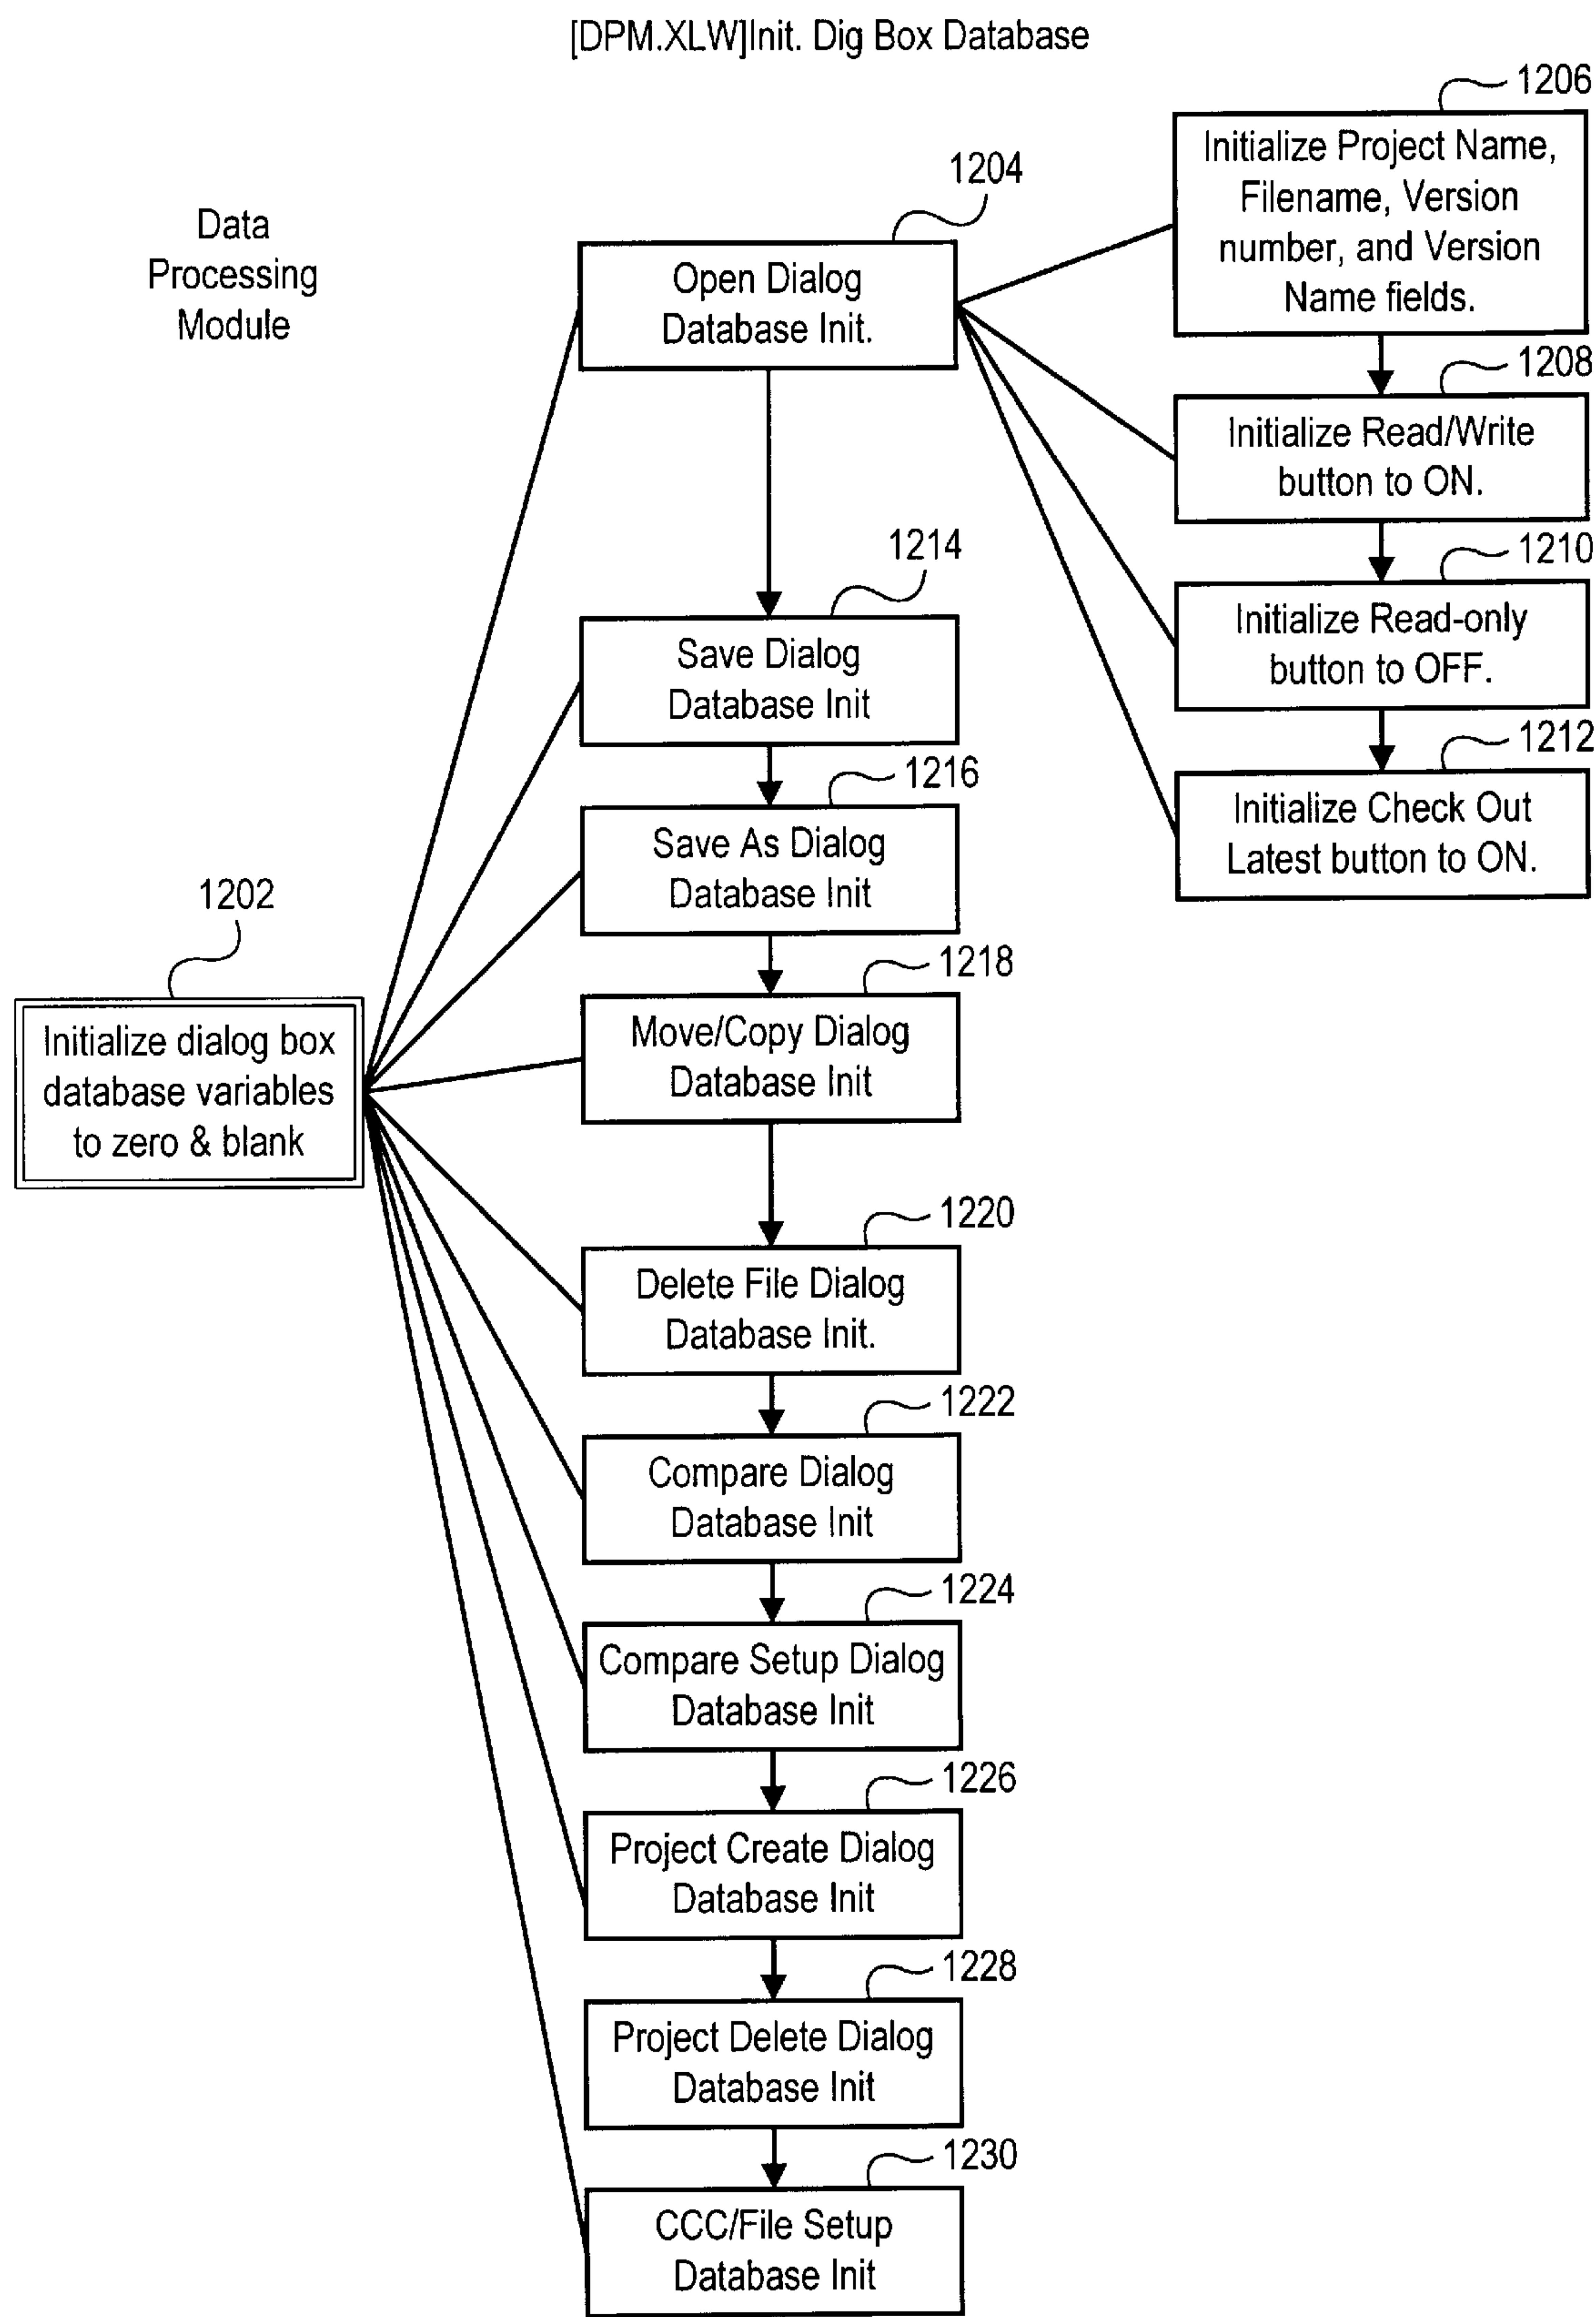 [DPM.XLW]Init. Dig Box Database
1206
Initialize Project Name,
Filename, Version
number, and Version
Name fields.
1204
Data
Processing
Module
Open Dialog
Database Init.
1208
Initialize Read/Write
button to ON.
1210
Initialize Read-only
button to OFF.
1212
Initialize Check Out
Latest button to ON.
1214
Save Dialog
Database Init
1216
Save As Dialog
Database Init
1202
Initialize dialog box
database variables
to zero & blank
1218
Move/Copy Dialog
Database Init
1220
Delete File Dialog
Database Init.
1222
Compare Dialog
Database Init
1224
Compare Setup Dialog
Database Init
1226
Project Create Dialog
Database Init
1228
Project Delete Dialog
Database Init
1230
CCC/File Setup
Database Init